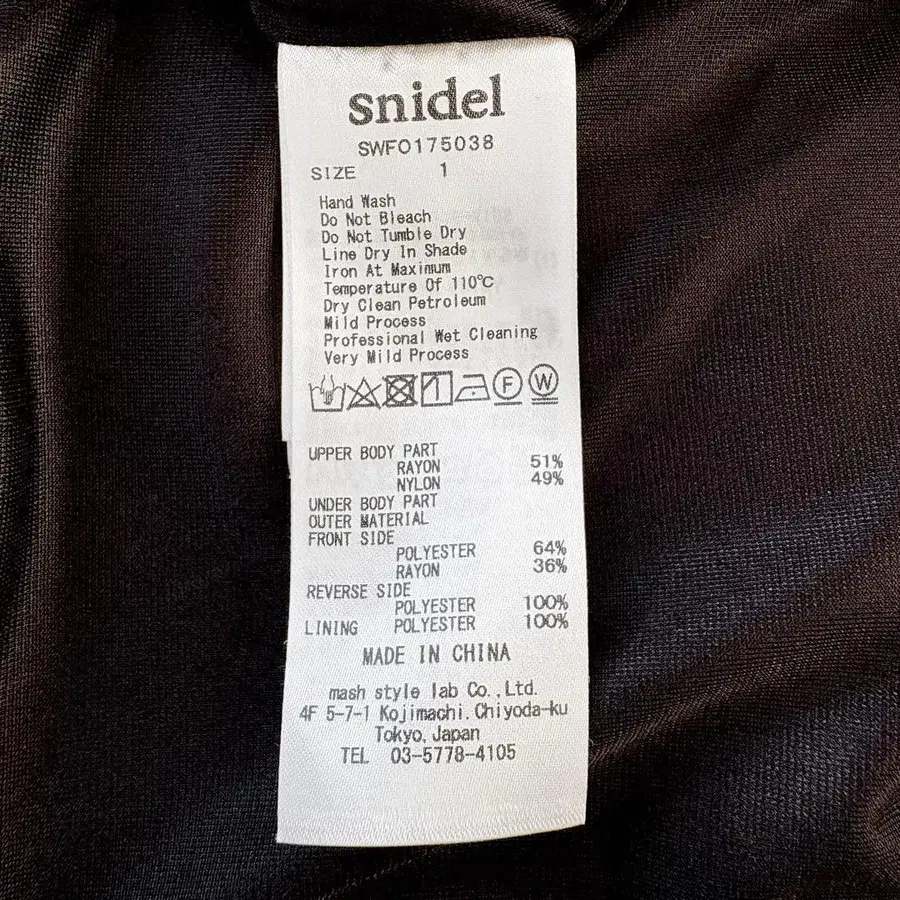 snidel
SWFO175038
SIZE 1
Hand Wash
Do Not Bleach
Do Not Tumble Dry
Line Dry In Shade
Iron At Maximum
Temperature Of 110℃
Dry Clean Petroleum
Mild Process
Professional Wet Cleaning
Very Mild Process
F W
UPPER BODY PART
RAYON 51%
NYLON 49%
UNDER BODY PART
OUTER MATERIAL
FRONT SIDE
POLYESTER 64%
RAYON 36%
REVERSE SIDE
POLYESTER 100%
LINING POLYESTER 100%
MADE IN CHINA
mash style lab Co.,Ltd.
4F 5-7-1 Kojimachi.Chiyoda-ku
Tokyo,Japan
TEL 03-5778-4105